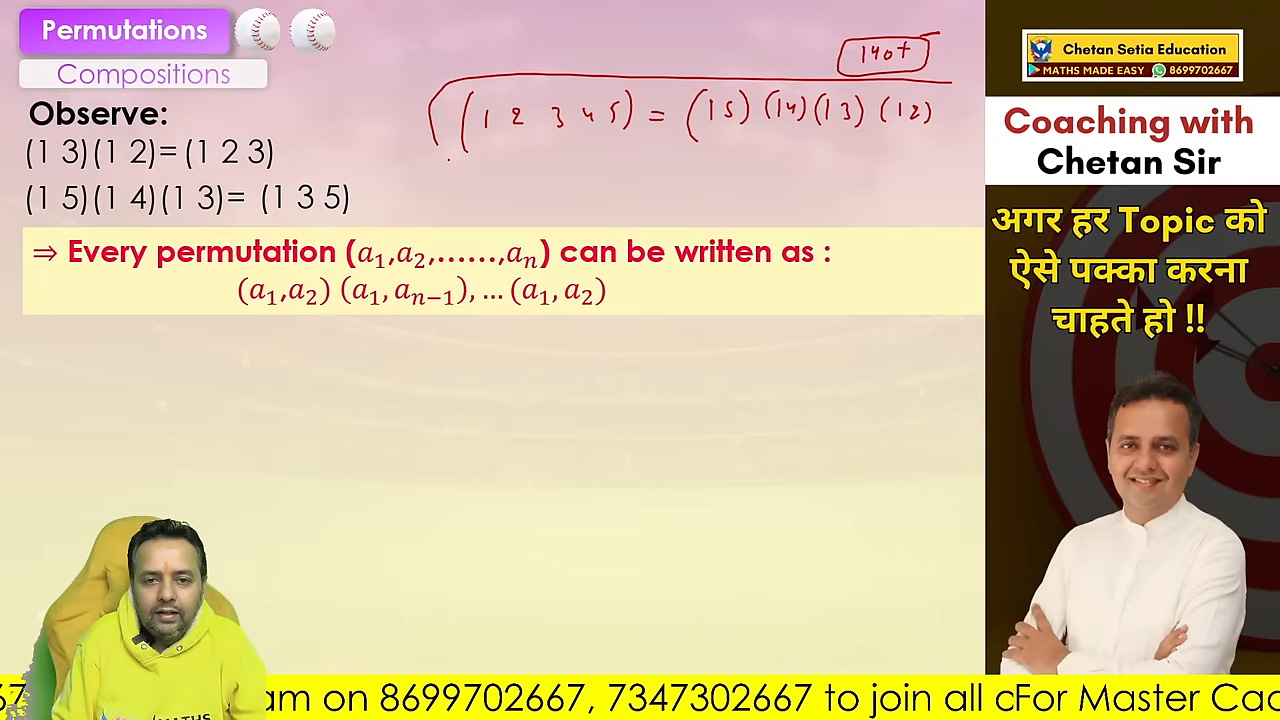 Permutations
Compositions
Observe:
(1 3)(1 2)= (1 2 3)
(1 5)(1 4)(1 3)= (1 3 5)
⇒ Every permutation (a₁,a₂,……,aₙ) can be written as :
(a₁,a₂) (a₁, aₙ₋₁), … (a₁, a₂)
140+
(1 2 3 4 5) = (1 5) (1 4) (1 3) (1 2)
Chetan Setia Education
MATHS MADE EASY 8699702667
Coaching with
Chetan Sir
अगर हर Topic को
ऐसे पक्का करना
चाहते हो !!
67 am on 8699702667, 7347302667 to join all cFor Master Cad